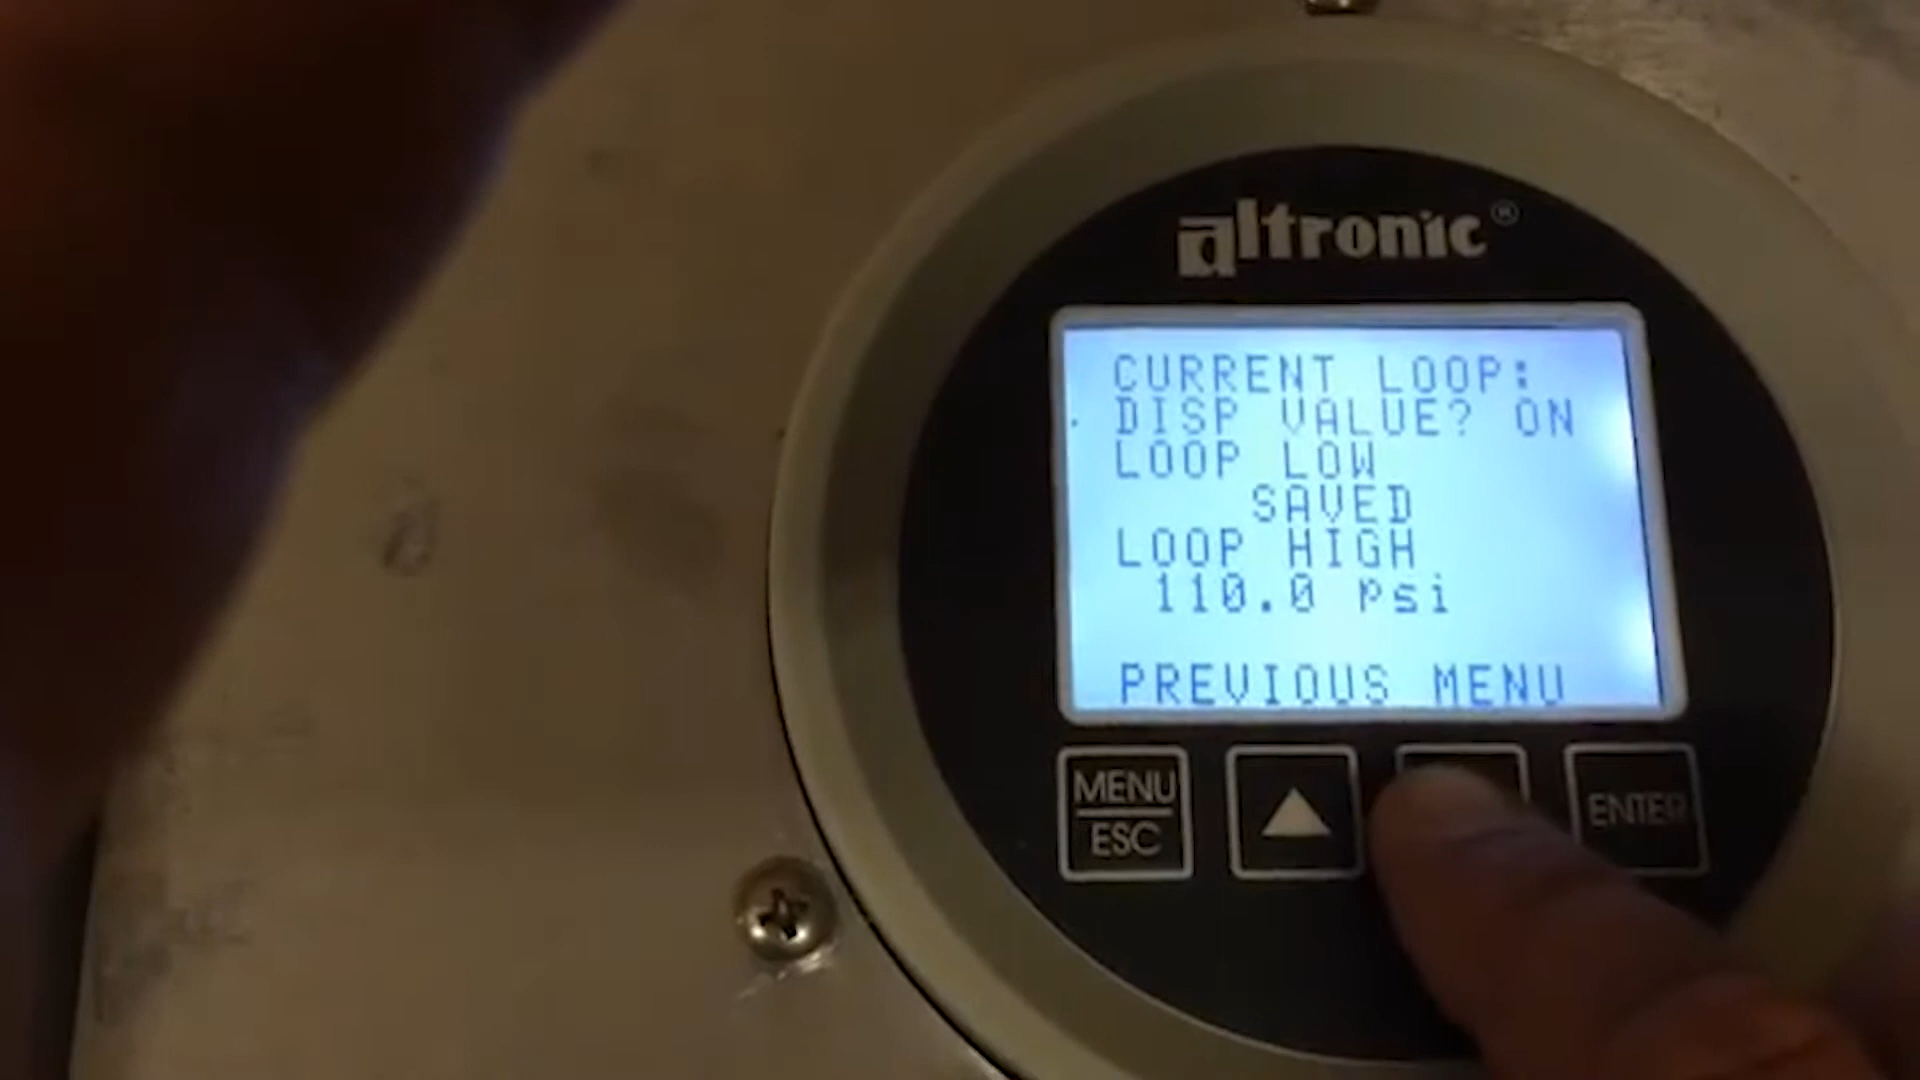 altronic®
CURRENT LOOP:
DISP VALUE? ON
LOOP LOW
SAVED
LOOP HIGH
110.0 psi
PREVIOUS MENU
MENU
ESC
ENTER